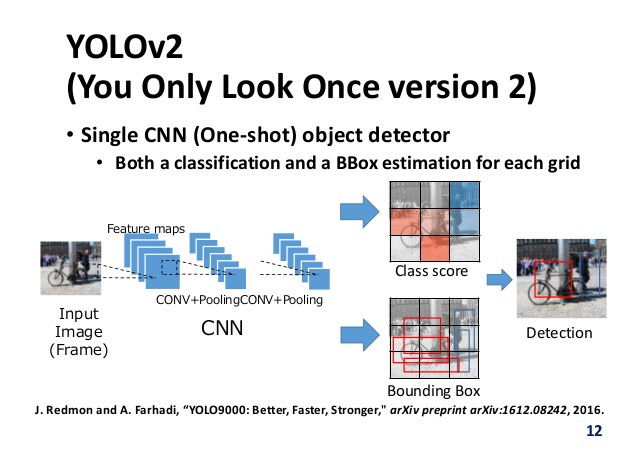 YOLOv2
(You Only Look Once version 2)
• Single CNN (One-shot) object detector
• Both a classification and a BBox estimation for each grid
Feature maps
CONV+PoolingCONV+Pooling
CNN
Input
Image
(Frame)
Class score
Bounding Box
Detection
J. Redmon and A. Farhadi, “YOLO9000: Better, Faster, Stronger," arXiv preprint arXiv:1612.08242, 2016.
12